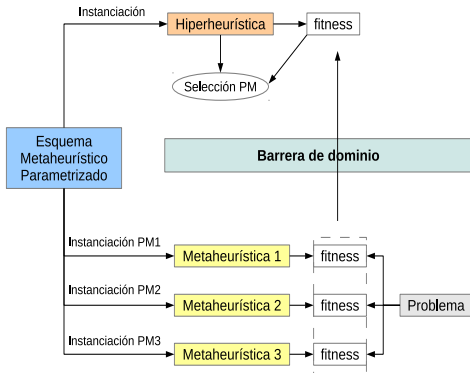 Instanciación
Hiperheurística
fitness
Selección PM
Esquema
Metaheurístico
Parametrizado
Barrera de dominio
Instanciación PM1
Metaheurística 1
fitness
Instanciación PM2
Metaheurística 2
fitness
Problema
Instanciación PM3
Metaheurística 3
fitness